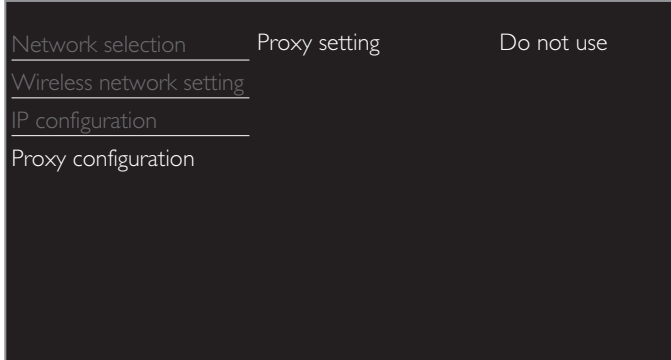 Network selection
Proxy setting
Do not use
Wireless network setting
IP configuration
Proxy configuration